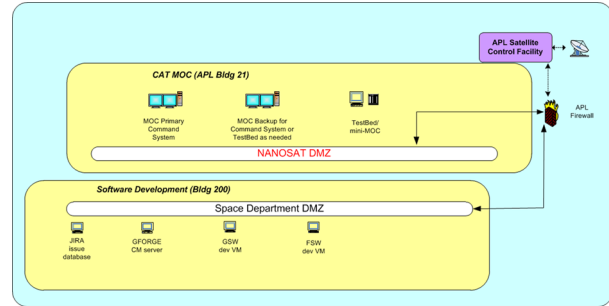 APL Satellite
Control Facility
CAT MOC (APL Bldg 21)
MOC Primary
Command
System
MOC Backup for
Command System or
TestBed as needed
TestBed/
mini-MOC
APL
Firewall
NANOSAT DMZ
Software Development (Bldg 200)
Space Department DMZ
JIRA
issue
database
GFORGE
CM server
GSW
dev VM
FSW
dev VM